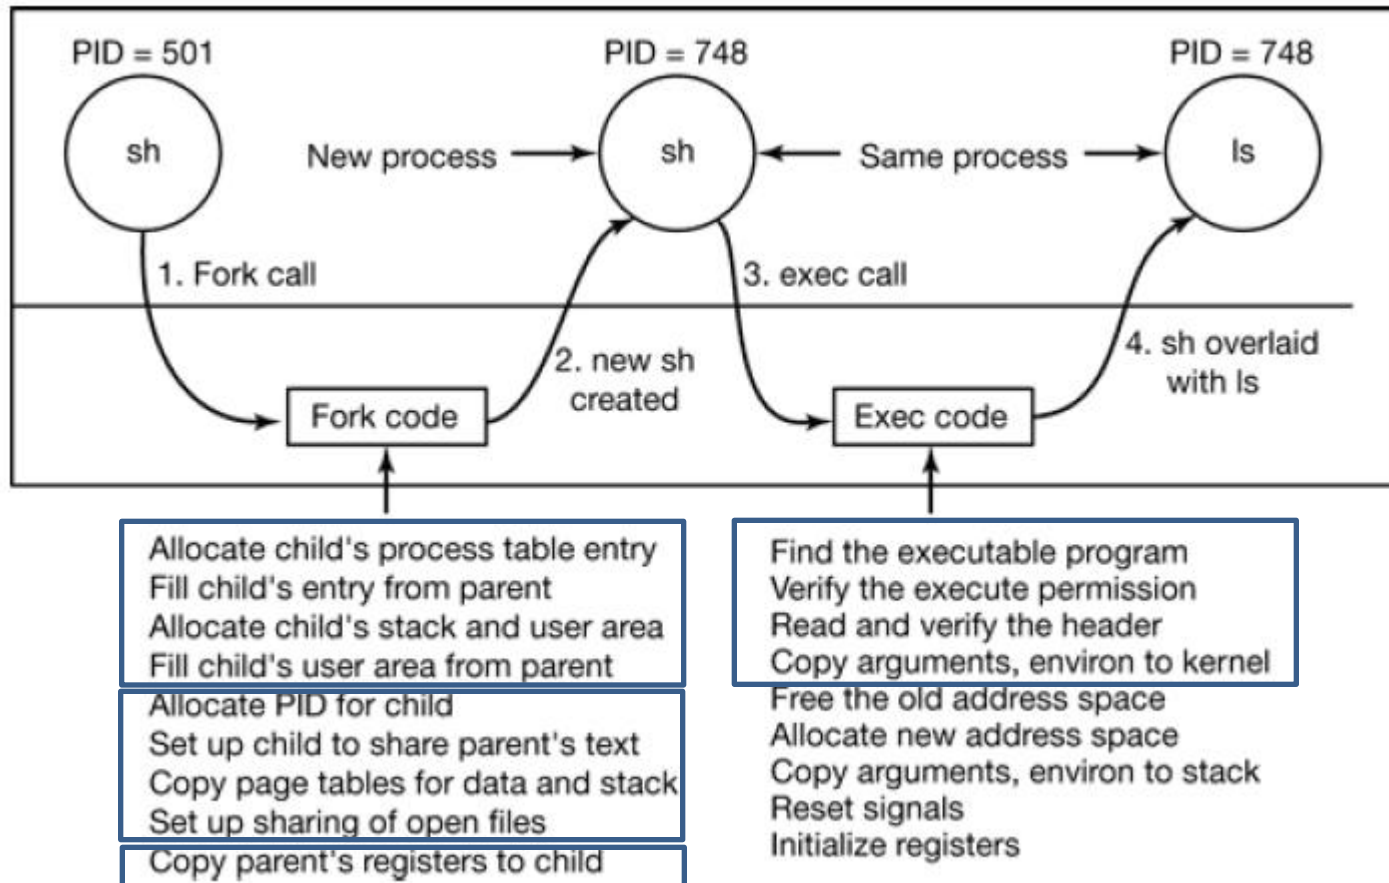 PID = 501
PID = 748
PID = 748
sh
New process
sh
Same process
ls
1. Fork call
3. exec call
2. new sh
created
4. sh overlaid
with ls
Fork code
Exec code
Allocate child's process table entry
Fill child's entry from parent
Allocate child's stack and user area
Fill child's user area from parent
Allocate PID for child
Set up child to share parent's text
Copy page tables for data and stack
Set up sharing of open files
Copy parent's registers to child
Find the executable program
Verify the execute permission
Read and verify the header
Copy arguments, environ to kernel
Free the old address space
Allocate new address space
Copy arguments, environ to stack
Reset signals
Initialize registers